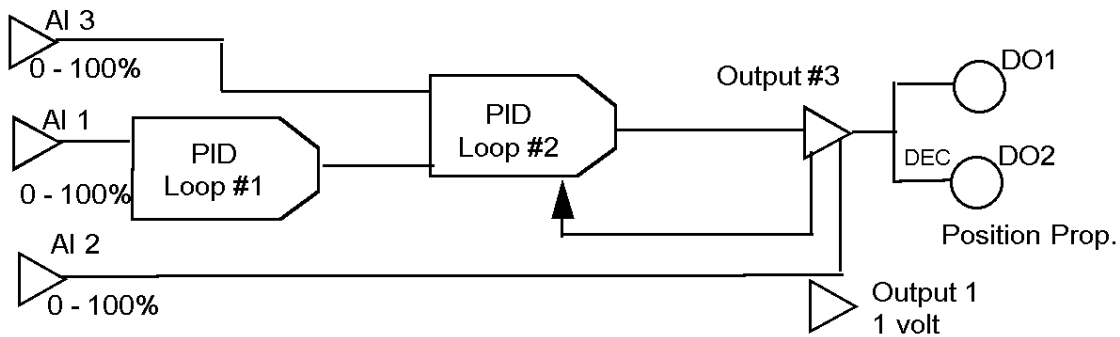 AI 3
0 - 100%
AI 1
0 - 100%
PID
Loop #1
PID
Loop #2
AI 2
0 - 100%
Output #3
DO1
DEC
DO2
Position Prop.
Output 1
1 volt